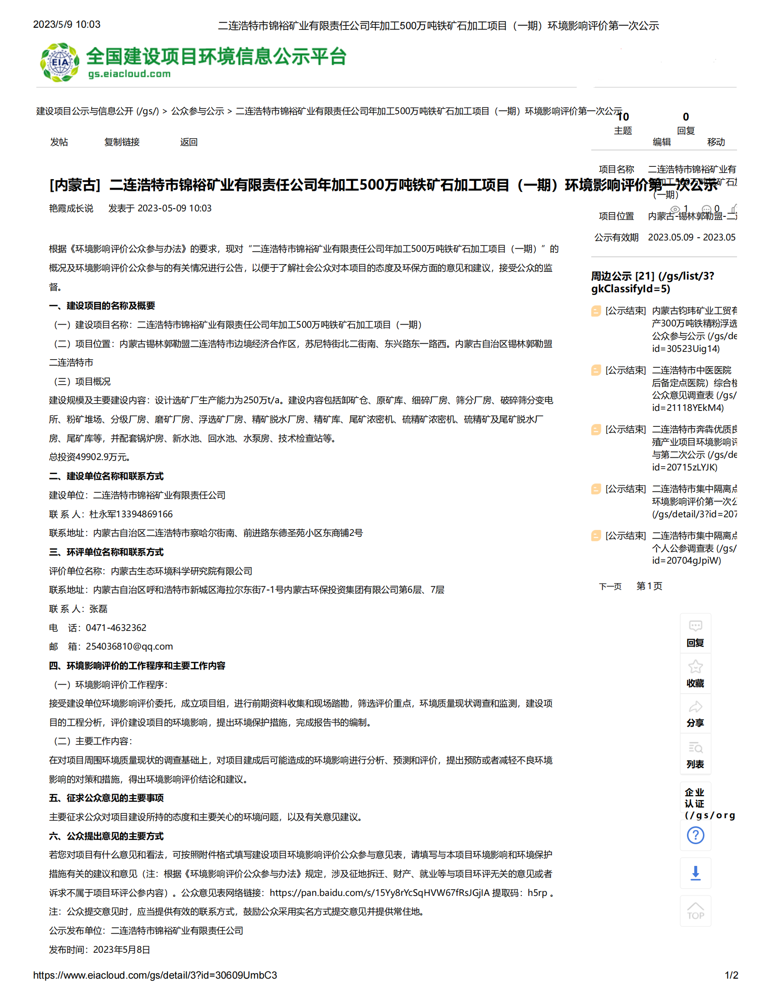 2023/5/9 10:03
二连浩特市锦裕矿业有限责任公司年加工500万吨铁矿石加工项目（一期）环境影响评价第一次公示
EIA
全国建设项目环境信息公示平台
gs.eiacloud.com
建设项目公示与信息公开 (/gs/) > 公众参与公示 > 二连浩特市锦裕矿业有限责任公司年加工500万吨铁矿石加工项目（一期）环境影响评价第一次公示
发帖 复制链接 返回
编辑 移动
[内蒙古] 二连浩特市锦裕矿业有限责任公司年加工500万吨铁矿石加工项目（一期）环境影响评价第一次公示
艳霞成长说 发表于 2023-05-09 10:03
1 0
根据《环境影响评价公众参与办法》的要求，现对“二连浩特市锦裕矿业有限责任公司年加工500万吨铁矿石加工项目（一期）”的
概况及环境影响评价公众参与的有关情况进行公告，以便于了解社会公众对本项目的态度及环保方面的意见和建议，接受公众的监
督。
一、建设项目的名称及概要
（一）建设项目名称：二连浩特市锦裕矿业有限责任公司年加工500万吨铁矿石加工项目（一期）
（二）项目位置：内蒙古锡林郭勒盟二连浩特市边境经济合作区，苏尼特街北二街南、东兴路东一路西。内蒙古自治区锡林郭勒盟
二连浩特市
（三）项目概况
建设规模及主要建设内容：设计选矿厂生产能力为250万t/a。建设内容包括卸矿仓、原矿库、细碎厂房、筛分厂房、破碎筛分变电
所、粉矿堆场、分级厂房、磨矿厂房、浮选矿厂房、精矿脱水厂房、精矿库、尾矿浓密机、硫精矿浓密机、硫精矿及尾矿脱水厂
房、尾矿库等，并配套锅炉房、新水池、回水池、水泵房、技术检查站等。
总投资49902.9万元。
二、建设单位名称和联系方式
建设单位：二连浩特市锦裕矿业有限责任公司
联 系 人：杜永军13394869166
联系地址：内蒙古自治区二连浩特市察哈尔街南、前进路东德圣苑小区东商铺2号
三、环评单位名称和联系方式
评价单位名称：内蒙古生态环境科学研究院有限公司
联系地址：内蒙古自治区呼和浩特市新城区海拉尔东街7-1号内蒙古环保投资集团有限公司第6层、7层
联 系 人：张磊
电 话：0471-4632362
邮 箱：254036810@qq.com
四、环境影响评价的工作程序和主要工作内容
（一）环境影响评价工作程序：
接受建设单位环境影响评价委托，成立项目组，进行前期资料收集和现场踏勘，筛选评价重点，环境质量现状调查和监测，建设项
目的工程分析，评价建设项目的环境影响，提出环境保护措施，完成报告书的编制。
（二）主要工作内容：
在对项目周围环境质量现状的调查基础上，对项目建成后可能造成的环境影响进行分析、预测和评价，提出预防或者减轻不良环境
影响的对策和措施，得出环境影响评价结论和建议。
五、征求公众意见的主要事项
主要征求公众对项目建设所持的态度和主要关心的环境问题，以及有关意见建议。
六、公众提出意见的主要方式
若您对项目有什么意见和看法，可按照附件格式填写建设项目环境影响评价公众参与意见表，请填写与本项目环境影响和环境保护
措施有关的建议和意见（注：根据《环境影响评价公众参与办法》规定，涉及征地拆迁、财产、就业等与项目环评无关的意见或者
诉求不属于项目环评公参内容）。公众意见表网络链接：https://pan.baidu.com/s/15Yy8rYcSqHVW67fRsJGjIA 提取码：h5rp 。
注：公众提交意见时，应当提供有效的联系方式，鼓励公众采用实名方式提交意见并提供常住地。
公示发布单位：二连浩特市锦裕矿业有限责任公司
发布时间：2023年5月8日
10 0
主题 回复
项目名称 二连浩特市锦裕矿业有
年加工500万吨铁矿石
（一期）
项目位置 内蒙古-锡林郭勒盟-二
公示有效期 2023.05.09 - 2023.05
周边公示 [21] (/gs/list/3?
gkClassifyId=5)
[公示结束] 内蒙古钧玮矿业工贸有
产300万吨铁精粉浮选
公众参与公示 (/gs/de
id=30523Uig14)
[公示结束] 二连浩特市中医医院
后备定点医院）综合楼
公众意见调查表 (/gs/
id=21118YEkM4)
[公示结束] 二连浩特市奔犇优质良
殖产业项目环境影响评
与第二次公示 (/gs/de
id=20715zLYJK)
[公示结束] 二连浩特市集中隔离点
环境影响评价第一次公
(/gs/detail/3?id=207
[公示结束] 二连浩特市集中隔离点
个人公参调查表 (/gs/
id=20704gJpiW)
下一页 第1页
回复
收藏
分享
列表
企业
认证
(/gs/org
?
TOP
https://www.eiacloud.com/gs/detail/3?id=30609UmbC3
1/2